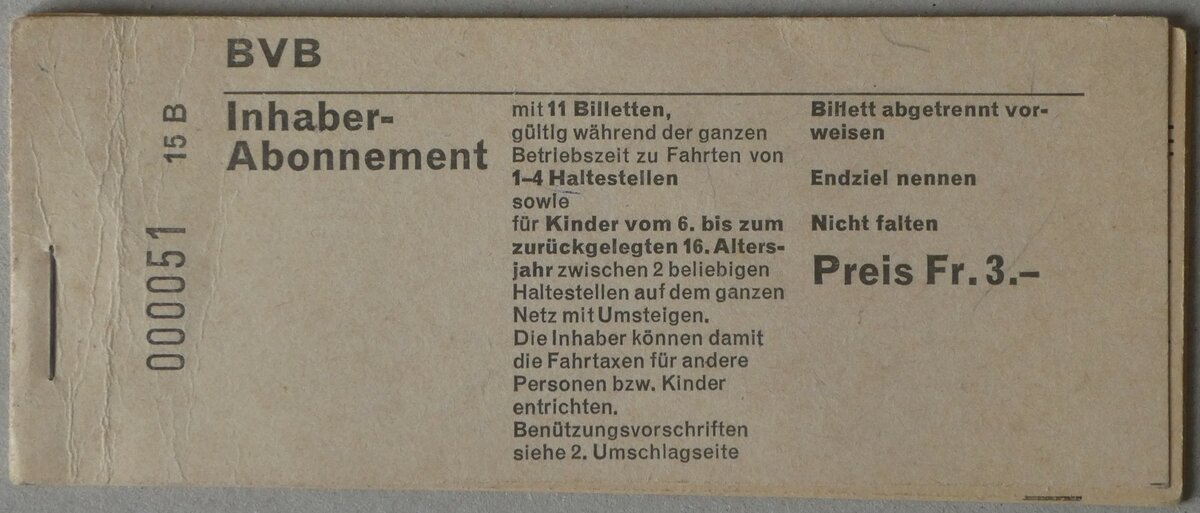 BVB
Inhaber-
Abonnement
mit 11 Billetten,
gültig während der ganzen
Betriebszeit zu Fahrten von
1–4 Haltestellen
sowie
für Kinder vom 6. bis zum
zurückgelegten 16. Alters-
jahr zwischen 2 beliebigen
Haltestellen auf dem ganzen
Netz mit Umsteigen.
Die Inhaber können damit
die Fahrtaxen für andere
Personen bzw. Kinder
entrichten.
Benützungsvorschriften
siehe 2. Umschlagseite
Billett abgetrennt vor-
weisen
Endziel nennen
Nicht falten
Preis Fr. 3.–
000051 15 B